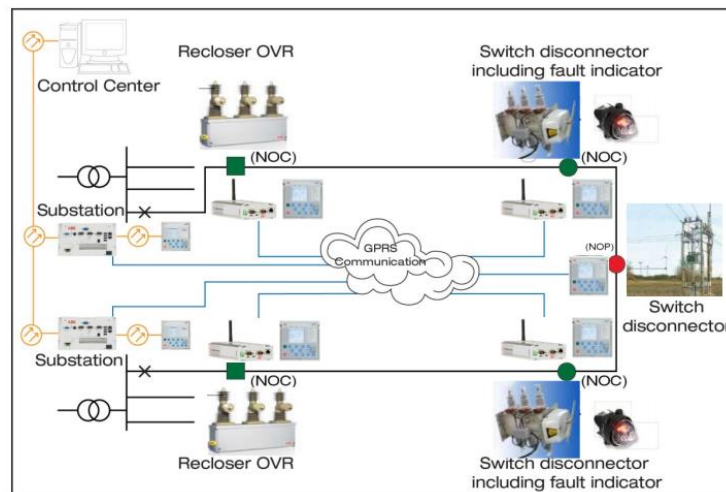 Control Center
Recloser OVR
Switch disconnector
including fault indicator
(NOC)
(NOC)
Substation
GPRS
Communication
(NOP)
Switch
disconnector
Substation
(NOC)
(NOC)
Recloser OVR
Switch disconnector
including fault indicator